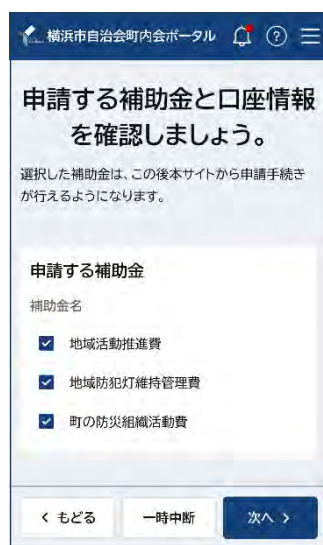 横浜市自治会町内会ポータル
申請する補助金と口座情報
を確認しましょう。
選択した補助金は、この後本サイトから申請手続き
が行えるようになります。
申請する補助金
補助金名
地域活動推進費
地域防犯灯維持管理費
町の防災組織活動費
< もどる 一時中断 次へ >